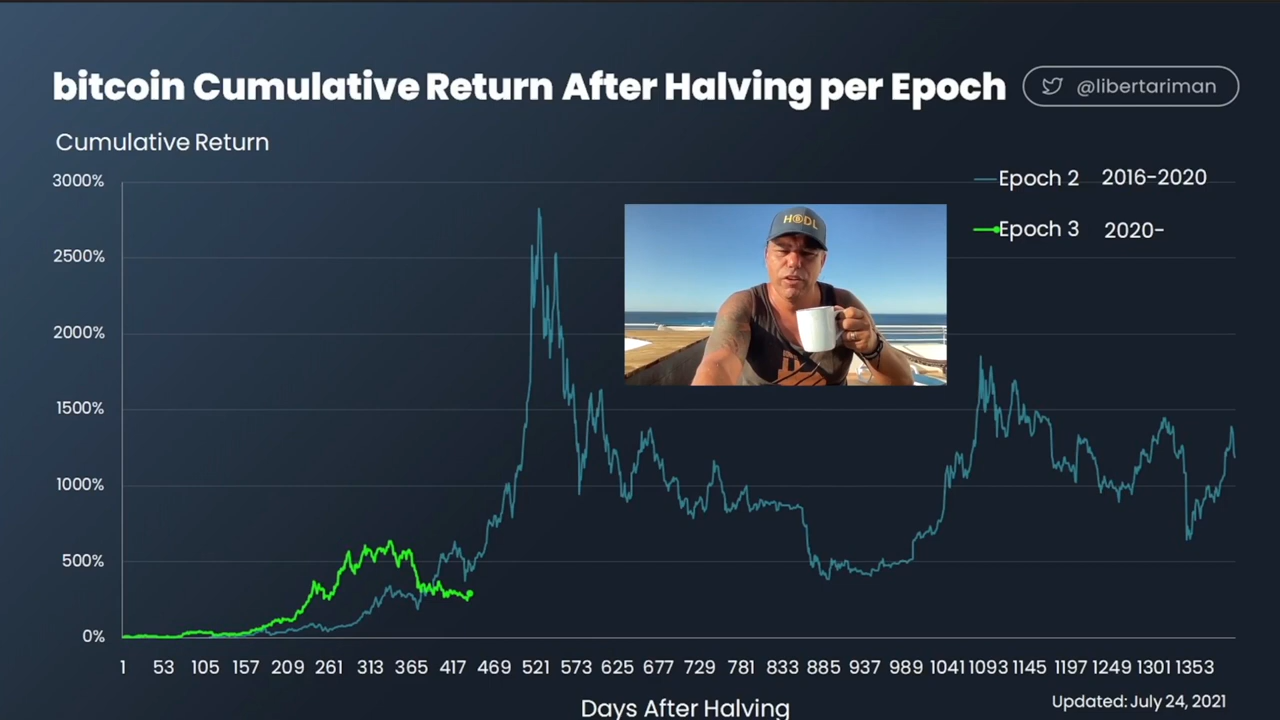 bitcoin Cumulative Return After Halving per Epoch
@libertariman
Cumulative Return
Epoch 2 2016-2020
Epoch 3 2020-
3000%
2500%
2000%
1500%
1000%
500%
0%
HODL
1 53 105 157 209 261 313 365 417 469 521 573 625 677 729 781 833 885 937 989 1041 1093 1145 1197 1249 1301 1353
Days After Halving
Updated: July 24, 2021